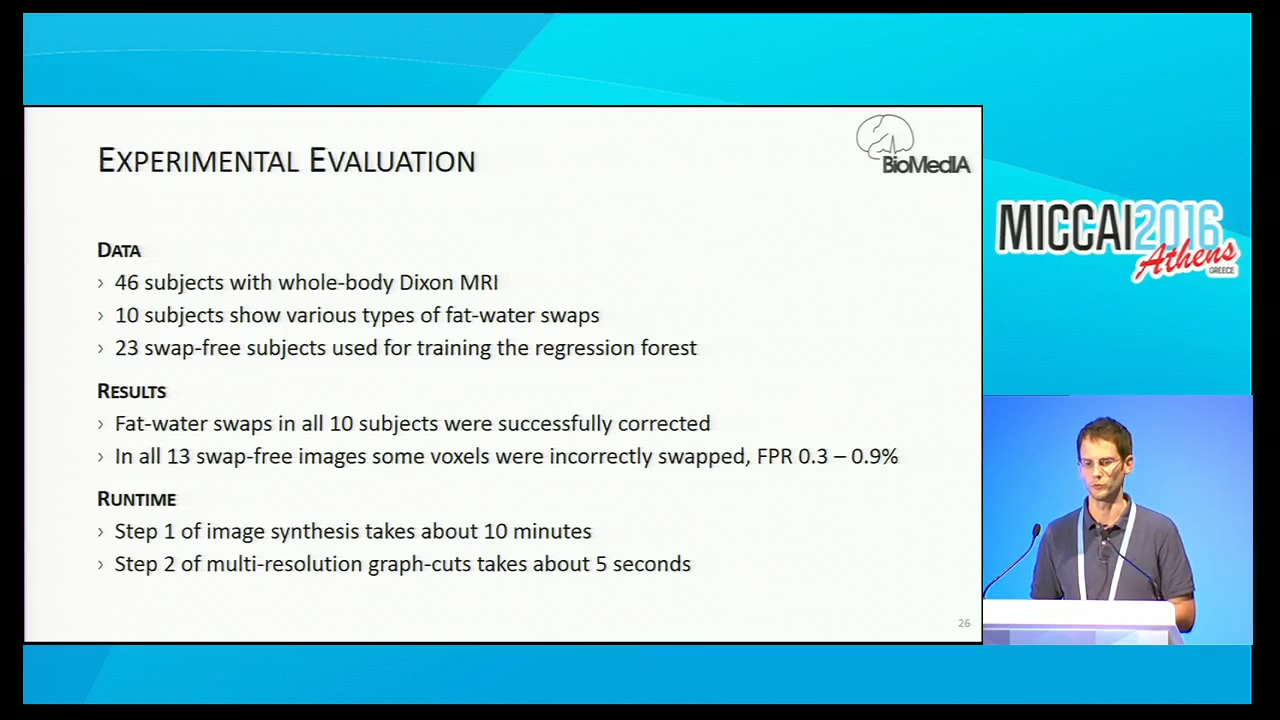 EXPERIMENTAL EVALUATION
BioMedIA
DATA
› 46 subjects with whole-body Dixon MRI
› 10 subjects show various types of fat-water swaps
› 23 swap-free subjects used for training the regression forest
RESULTS
› Fat-water swaps in all 10 subjects were successfully corrected
› In all 13 swap-free images some voxels were incorrectly swapped, FPR 0.3 – 0.9%
RUNTIME
› Step 1 of image synthesis takes about 10 minutes
› Step 2 of multi-resolution graph-cuts takes about 5 seconds
26
MICCAI2016
Athens
GREECE